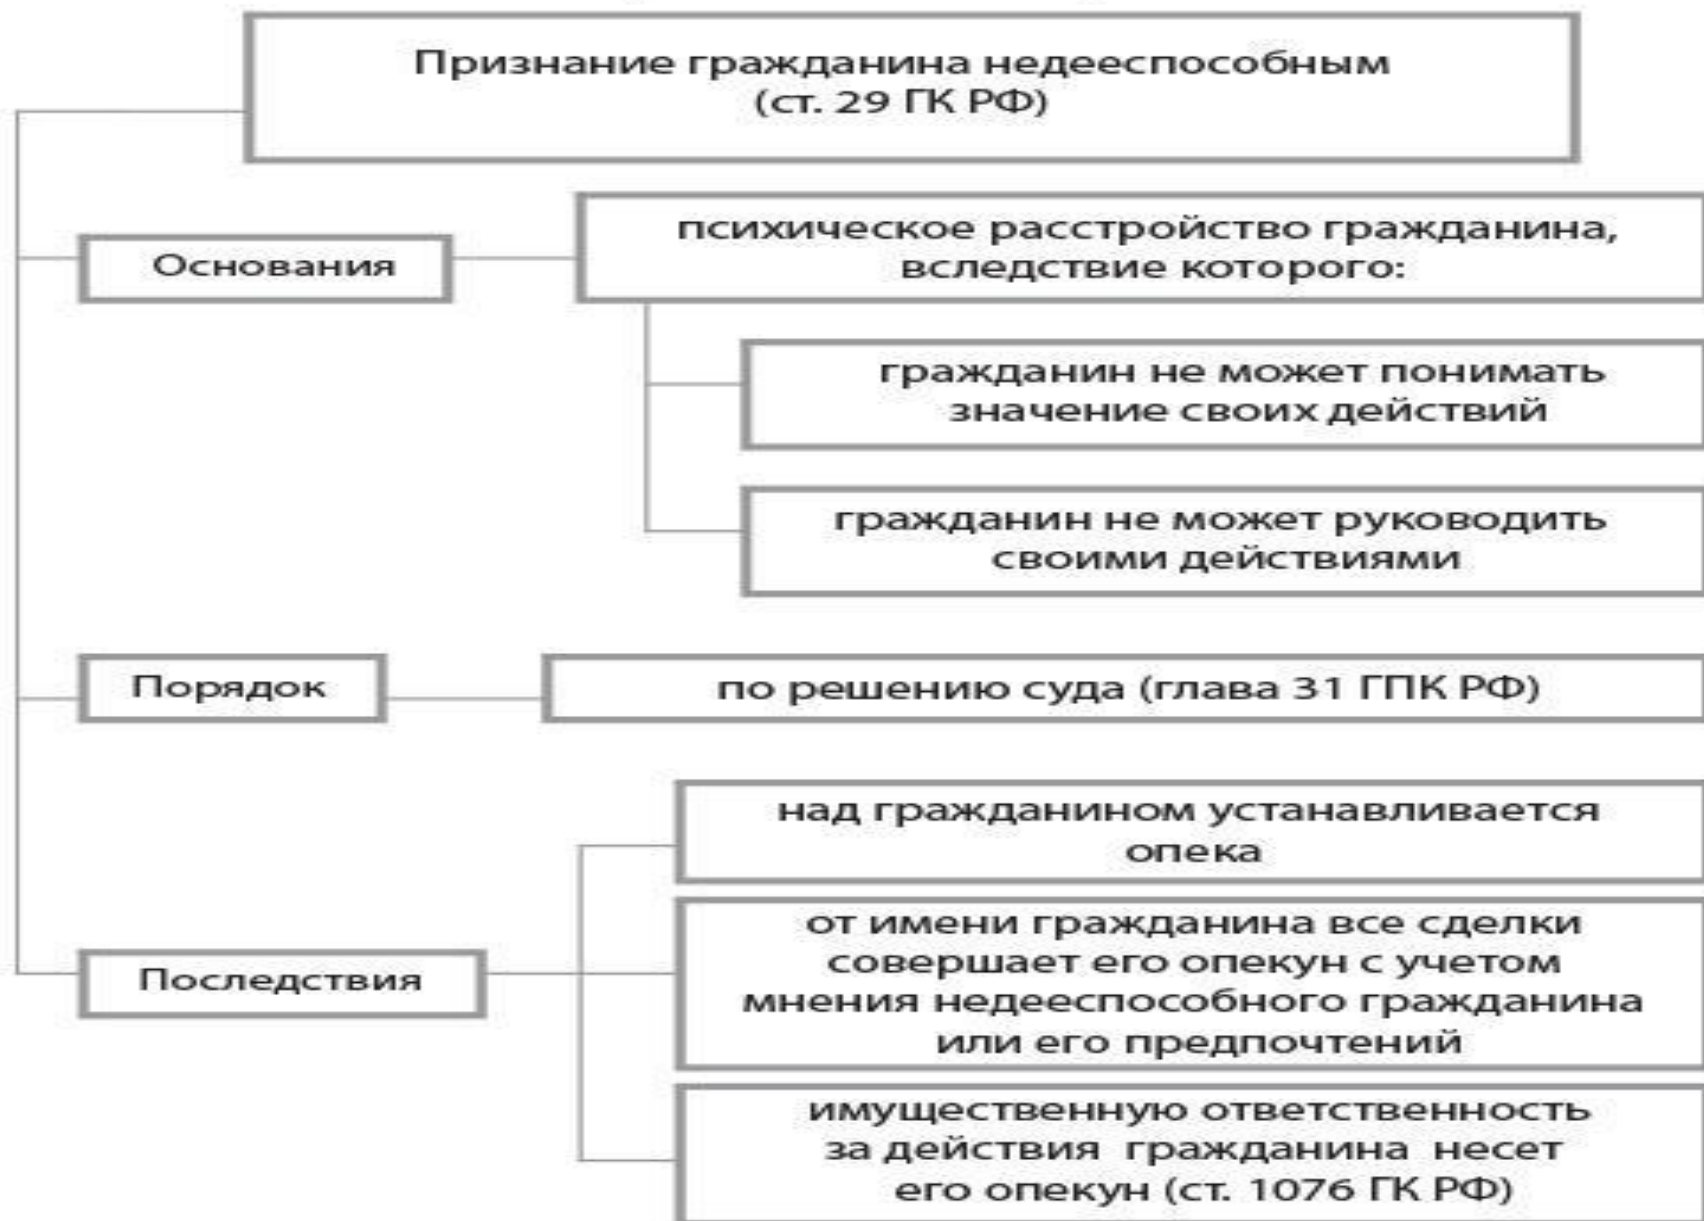 Признание гражданина недееспособным
(ст. 29 ГК РФ)
Основания
психическое расстройство гражданина,
вследствие которого:
гражданин не может понимать
значение своих действий
гражданин не может руководить
своими действиями
Порядок
по решению суда (глава 31 ГПК РФ)
Последствия
над гражданином устанавливается
опека
от имени гражданина все сделки
совершает его опекун с учетом
мнения недееспособного гражданина
или его предпочтений
имущественную ответственность
за действия гражданина несет
его опекун (ст. 1076 ГК РФ)